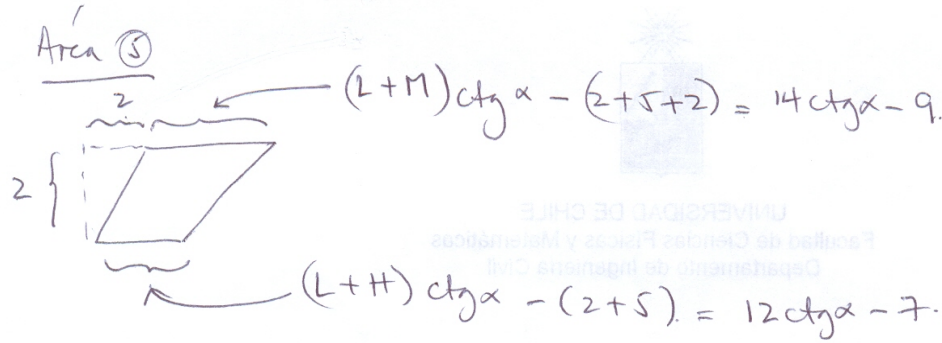 Área ⑤
2
(L+M) ctg α - (2+5+2) = 14 ctg α - 9.
2
(L+H) ctg α - (2+5) = 12 ctg α - 7.
UNIVERSIDAD DE CHILE
Facultad de Ciencias Físicas y Matemáticas
Departamento de Ingeniería Civil